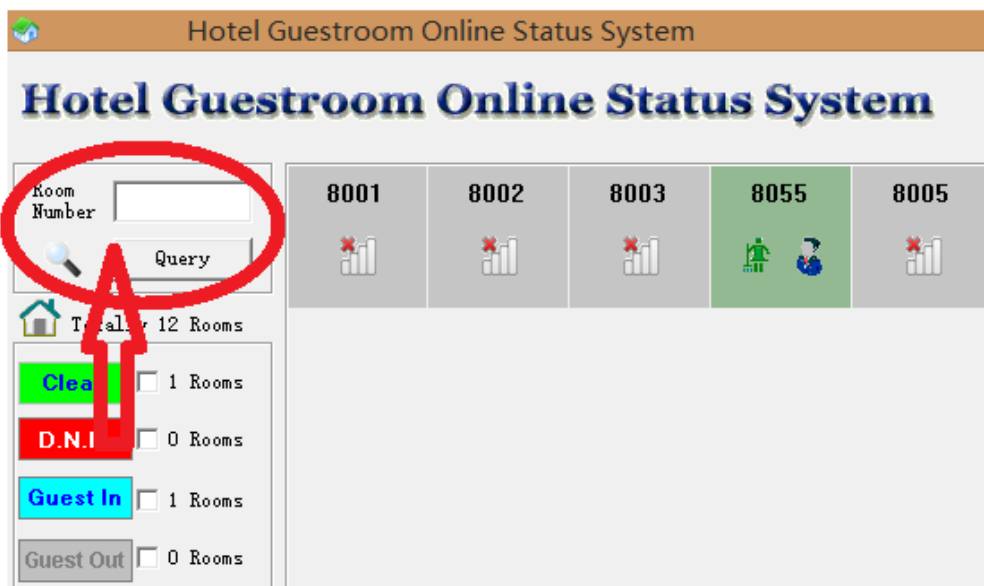 Hotel Guestroom Online Status System
Hotel Guestroom Online Status System
Room
Number
Query
8001
8002
8003
8055
8005
12 Rooms
1 Rooms
0 Rooms
Guest In
1 Rooms
Guest Out
0 Rooms